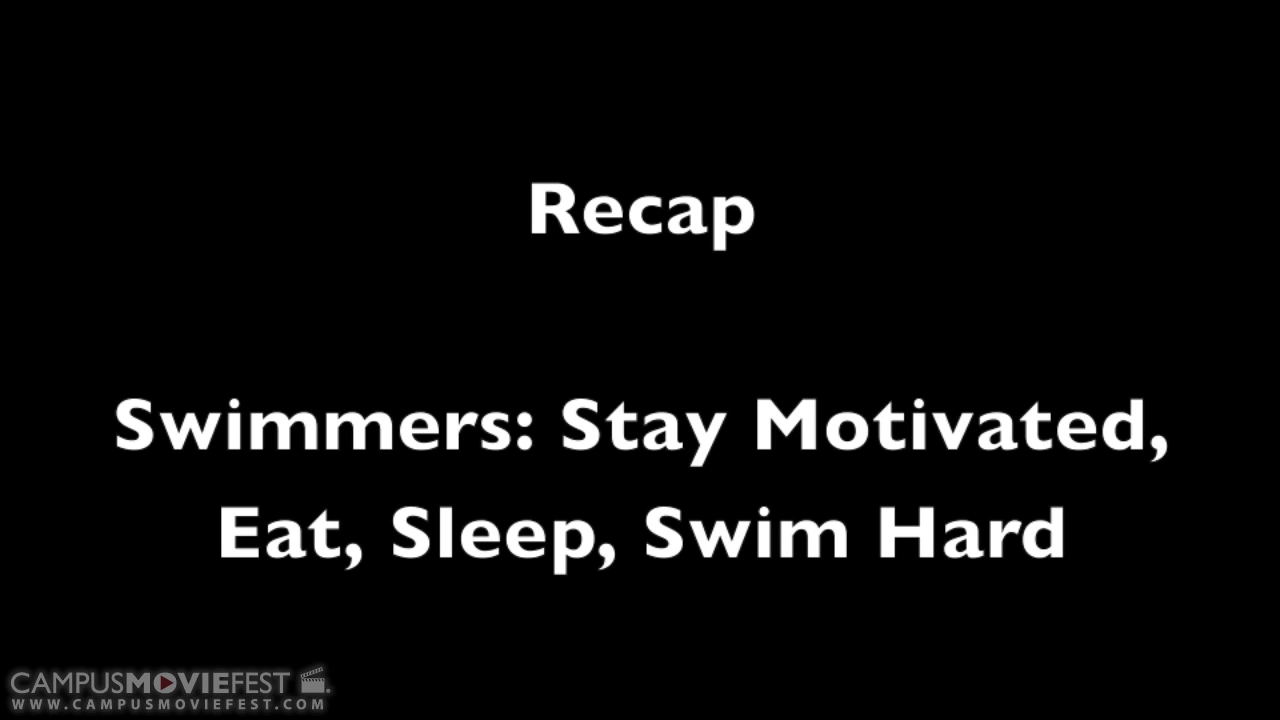 Recap
Swimmers: Stay Motivated,
Eat, Sleep, Swim Hard
CAMPUSMOVIEFEST
WWW.CAMPUSMOVIEFEST.COM